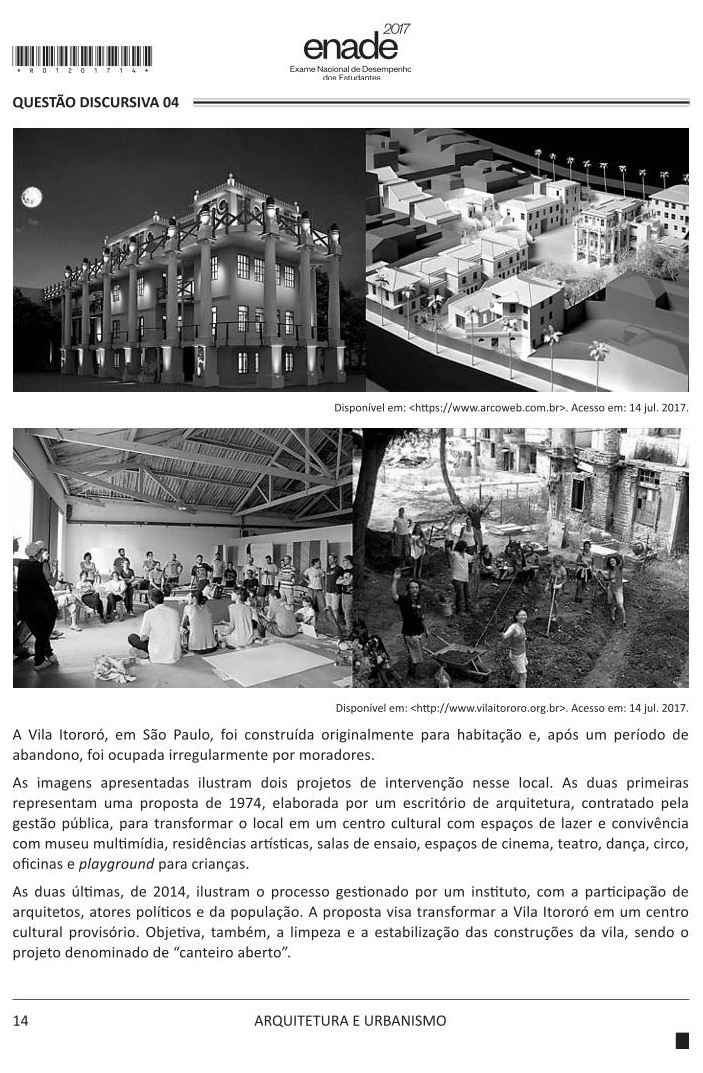 2017
enade
Exame Nacional de Desempenho
dos Estudantes
*R01201714*
QUESTÃO DISCURSIVA 04
Disponível em: <https://www.arcoweb.com.br>. Acesso em: 14 jul. 2017.
Disponível em: <http://www.vilaitororo.org.br>. Acesso em: 14 jul. 2017.
A Vila Itororó, em São Paulo, foi construída originalmente para habitação e, após um período de
abandono, foi ocupada irregularmente por moradores.
As imagens apresentadas ilustram dois projetos de intervenção nesse local. As duas primeiras
representam uma proposta de 1974, elaborada por um escritório de arquitetura, contratado pela
gestão pública, para transformar o local em um centro cultural com espaços de lazer e convivência
com museu multimídia, residências artísticas, salas de ensaio, espaços de cinema, teatro, dança, circo,
oficinas e playground para crianças.
As duas últimas, de 2014, ilustram o processo gestionado por um instituto, com a participação de
arquitetos, atores políticos e da população. A proposta visa transformar a Vila Itororó em um centro
cultural provisório. Objetiva, também, a limpeza e a estabilização das construções da vila, sendo o
projeto denominado de “canteiro aberto”.
14
ARQUITETURA E URBANISMO